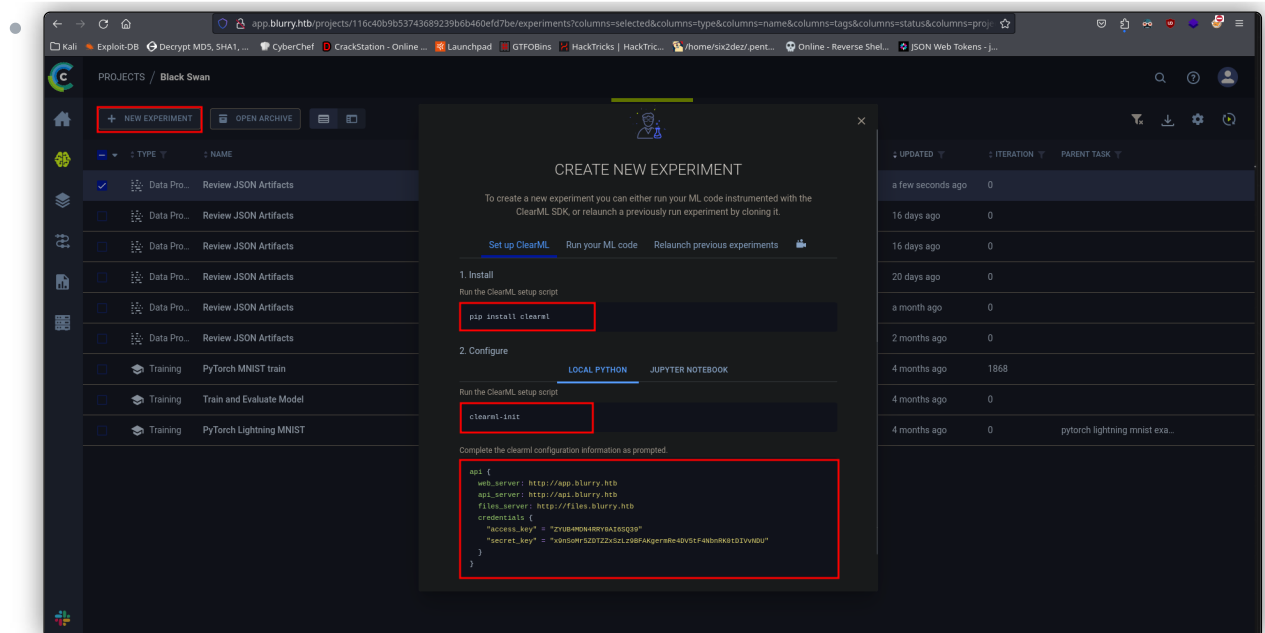 app.blurry.htb/projects/116c40b9b53743689239b6b460efd7be/experiments?columns=selected&columns=type&columns=name&columns=tags&columns=status&columns=proje
Kali Exploit-DB Decrypt MD5, SHA1, ... CyberChef CrackStation - Online ... Launchpad GTFOBins HackTricks | HackTric... /home/six2dez/.pent... Online - Reverse Shel... JSON Web Tokens - j...
PROJECTS / Black Swan
+ NEW EXPERIMENT OPEN ARCHIVE
TYPE NAME UPDATED ITERATION PARENT TASK
Data Pro... Review JSON Artifacts a few seconds ago 0
Data Pro... Review JSON Artifacts 16 days ago 0
Data Pro... Review JSON Artifacts 16 days ago 0
Data Pro... Review JSON Artifacts 20 days ago 0
Data Pro... Review JSON Artifacts a month ago 0
Data Pro... Review JSON Artifacts 2 months ago 0
Training PyTorch MNIST train 4 months ago 1868
Training Train and Evaluate Model 4 months ago 0
Training PyTorch Lightning MNIST 4 months ago 0 pytorch lightning mnist exa...
CREATE NEW EXPERIMENT
To create a new experiment you can either run your ML code instrumented with the
ClearML SDK, or relaunch a previously run experiment by cloning it.
Set up ClearML Run your ML code Relaunch previous experiments
1. Install
Run the ClearML setup script
pip install clearml
2. Configure
LOCAL PYTHON JUPYTER NOTEBOOK
Run the ClearML setup script
clearml-init
Complete the clearml configuration information as prompted.
api {
web_server: http://app.blurry.htb
api_server: http://api.blurry.htb
files_server: http://files.blurry.htb
credentials {
"access_key" = "ZYUB4MDN4RRY0AI6SQ39"
"secret_key" = "x9nSoMr5ZDTZZxSzLz9BFAKgermRe4DV5tF4NbnRK0tDIVvNDU"
}
}